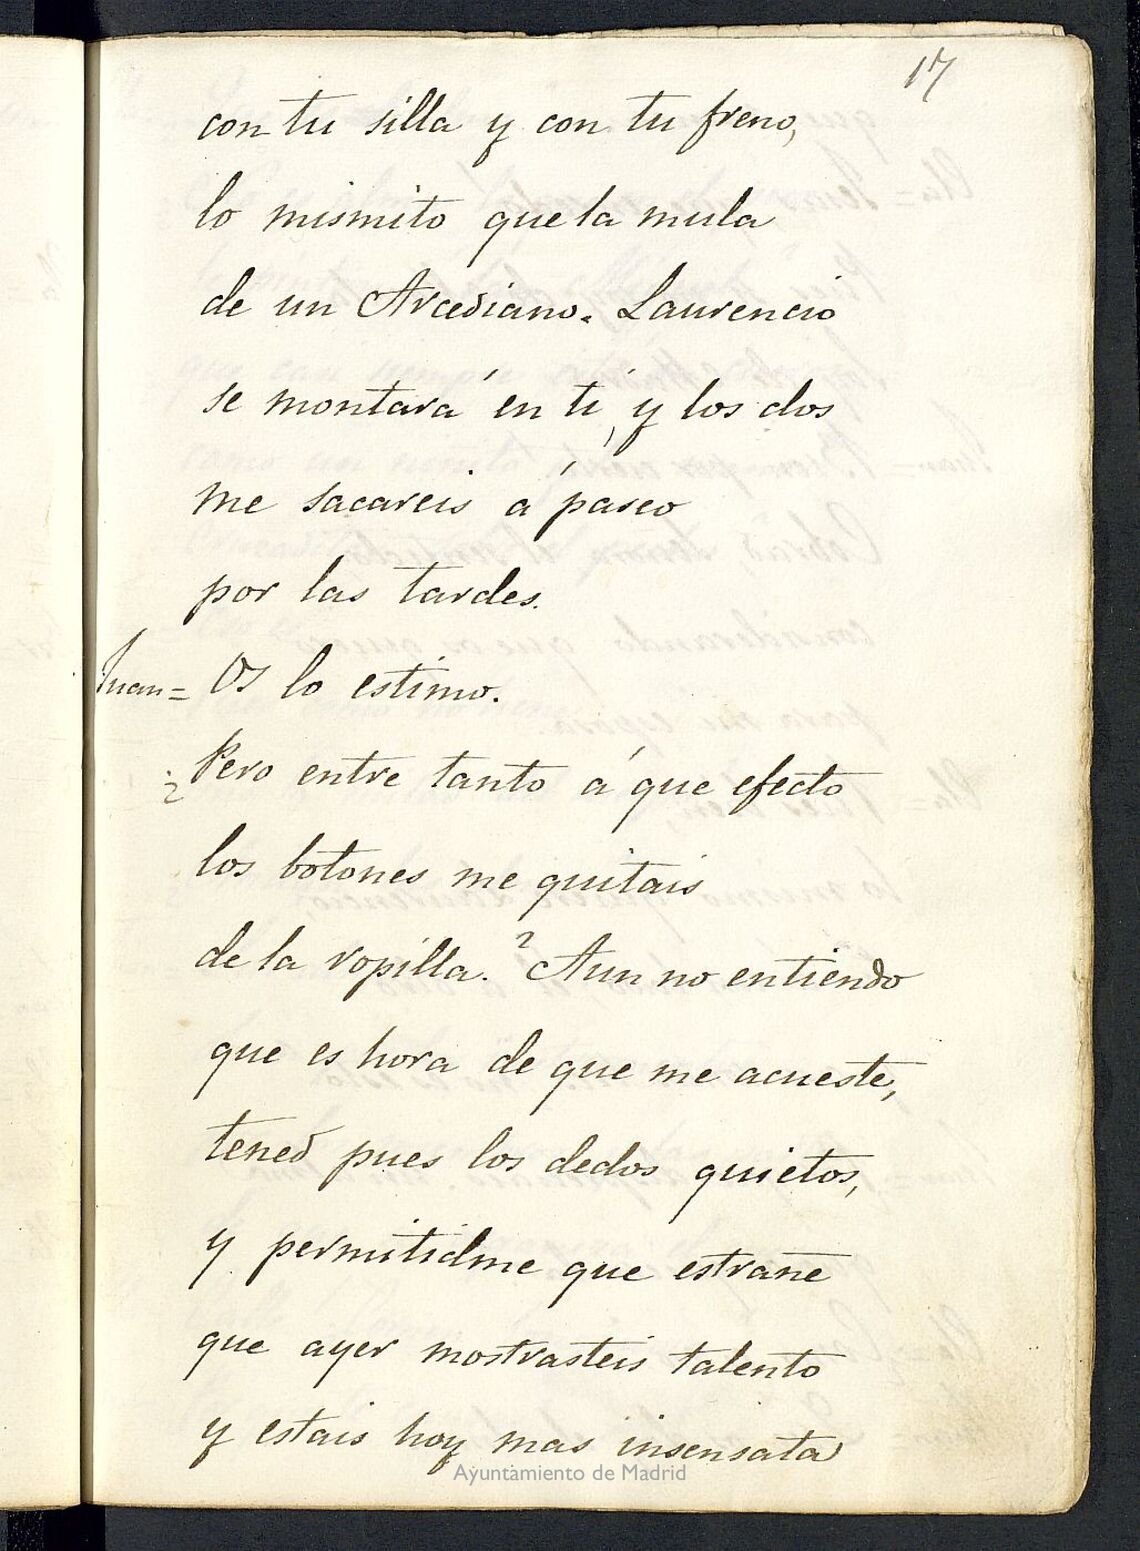 17
con tu silla y con tu freno,
lo mismito que la mula
de un Arcediano. Laurencio
se montará en ti, y los dos
me sacareis á paseo
por las tardes.
Juan = Os lo estimo.
¿Pero entre tanto á que efecto
los botones me quitais
de la ropilla.? Aun no entiendo
que es hora de que me acueste,
tened pues los dedos quietos,
y permitidme que estrañe
que ayer mostrasteis talento
y estais hoy mas insensata
Ayuntamiento de Madrid